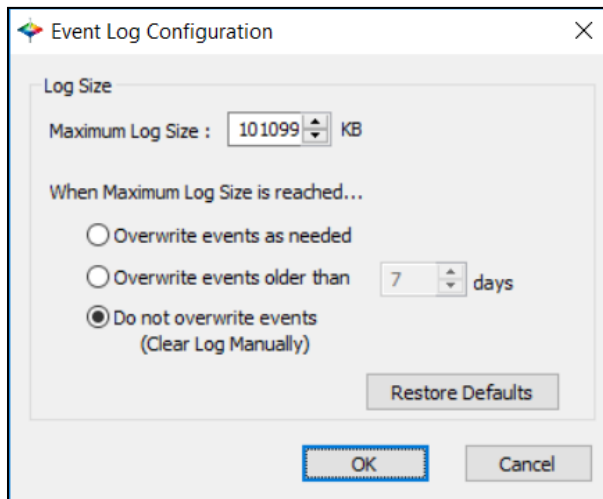 Event Log Configuration
Log Size
Maximum Log Size : 101099 KB
When Maximum Log Size is reached...
Overwrite events as needed
Overwrite events older than 7 days
Do not overwrite events
(Clear Log Manually)
Restore Defaults
OK Cancel